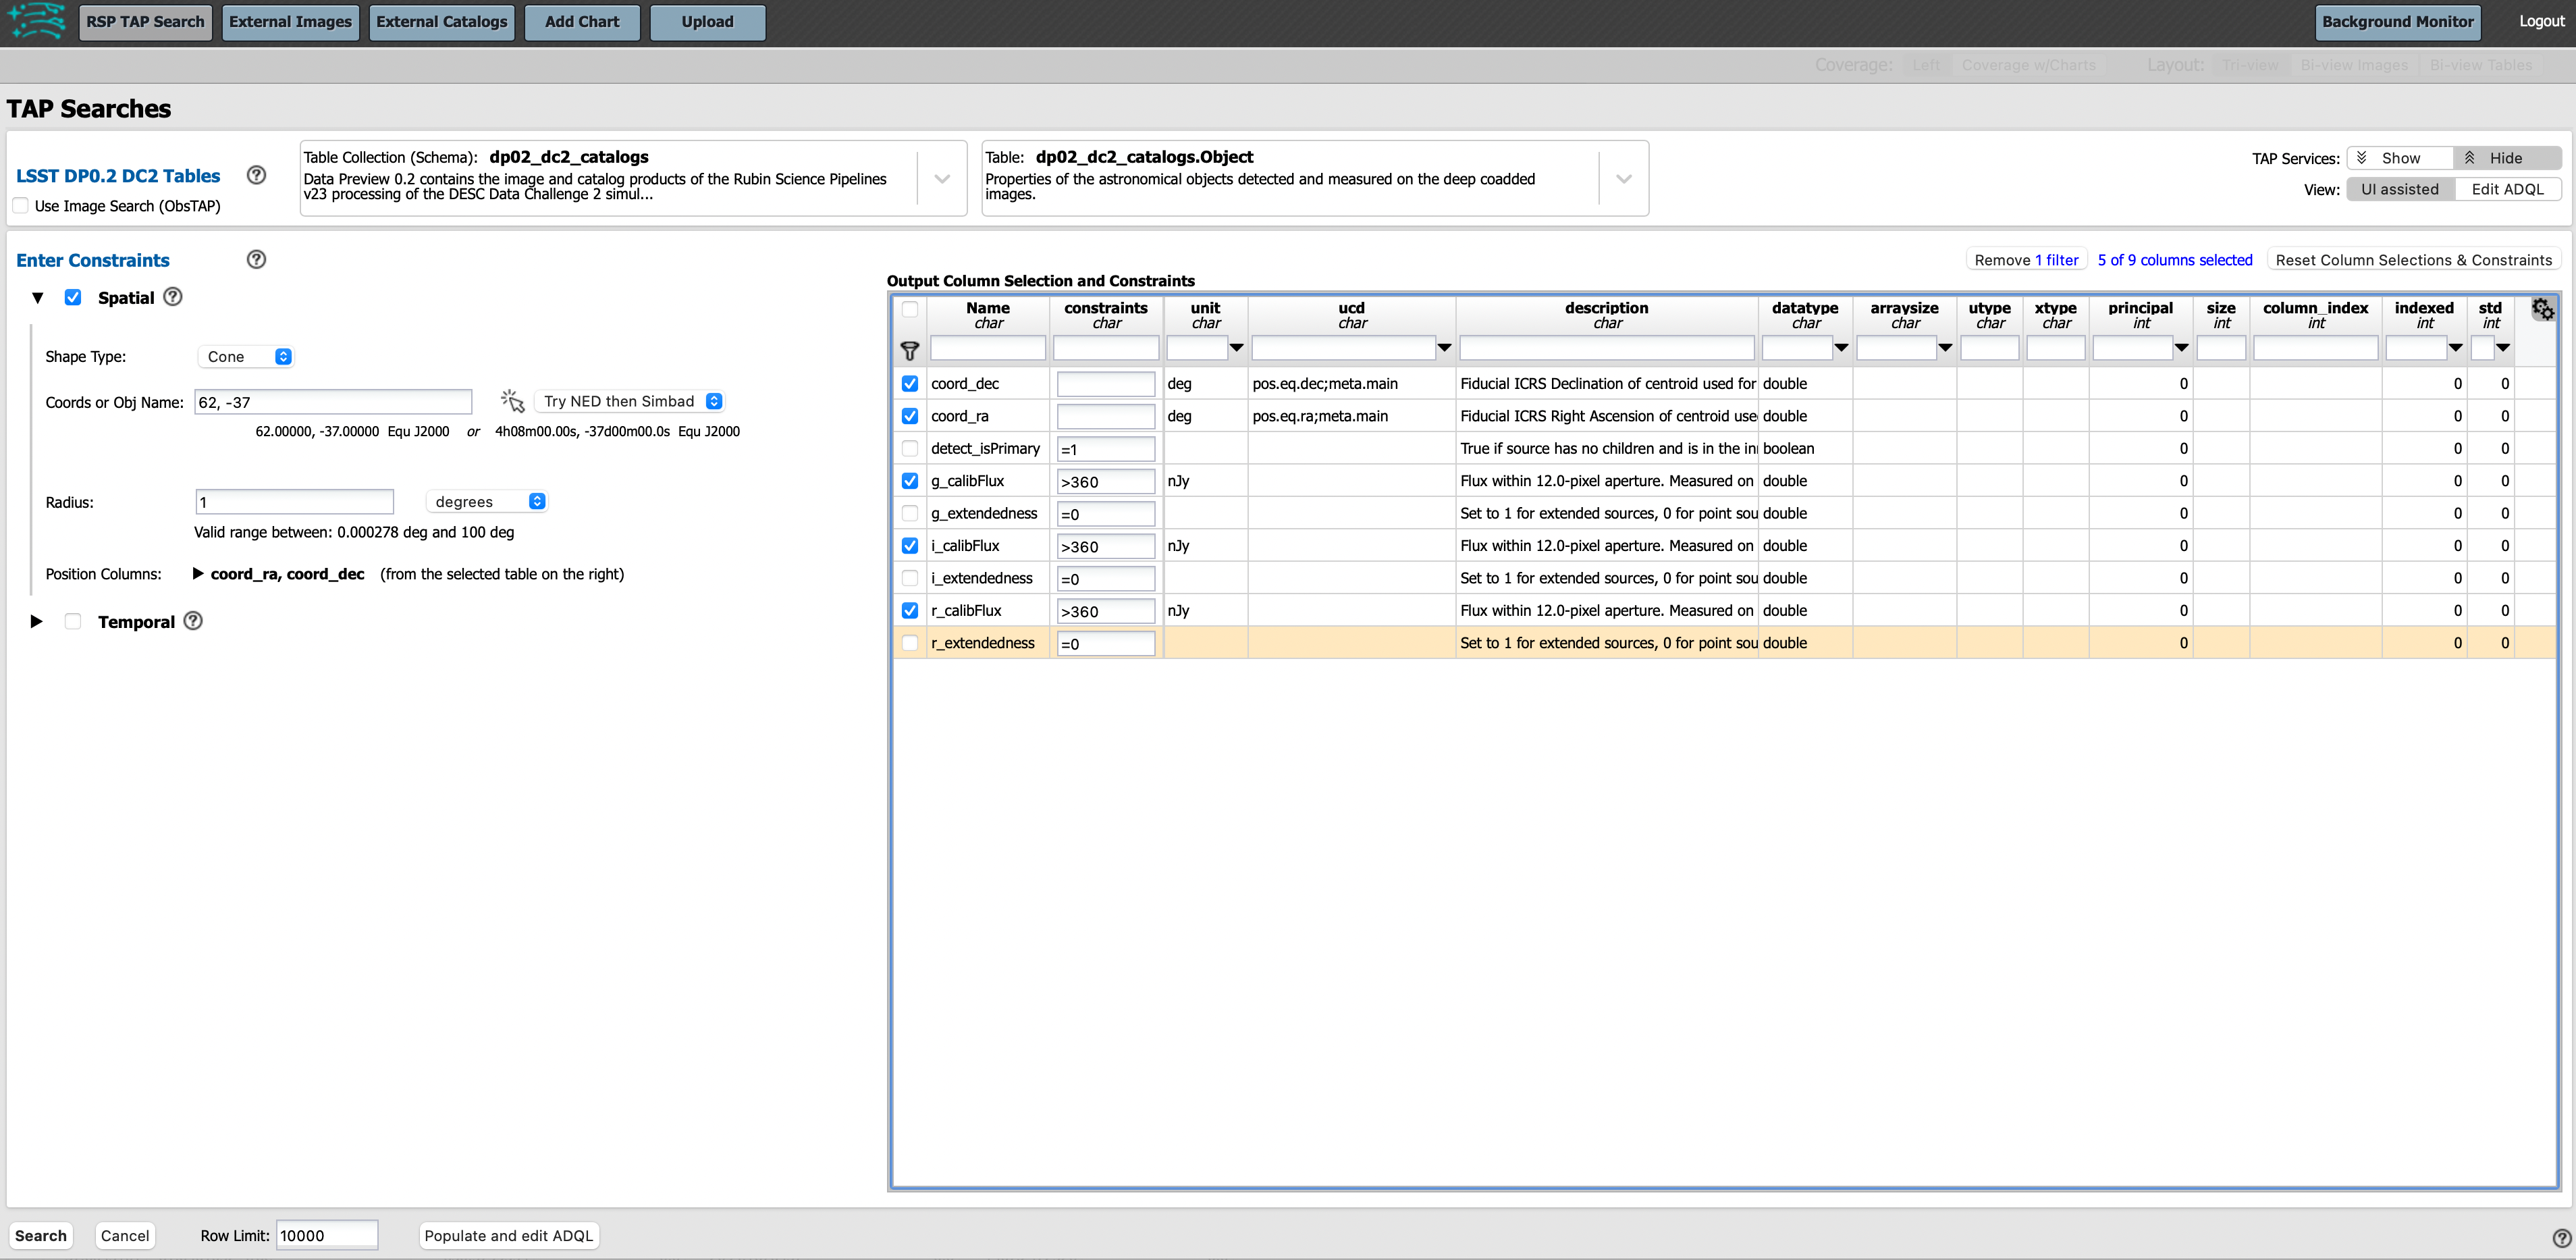 RSP TAP Search External Images External Catalogs Add Chart Upload Background Monitor Logout
Coverage: Left Coverage w/Charts Layout: Tri-view Bi-view Images Bi-view Tables
TAP Searches
LSST DP0.2 DC2 Tables
Use Image Search (ObsTAP)
Table Collection (Schema): dp02_dc2_catalogs
Data Preview 0.2 contains the image and catalog products of the Rubin Science Pipelines
v23 processing of the DESC Data Challenge 2 simul...
Table: dp02_dc2_catalogs.Object
Properties of the astronomical objects detected and measured on the deep coadded
images.
TAP Services: Show Hide
View: UI assisted Edit ADQL
Enter Constraints
Spatial
Shape Type: Cone
Coords or Obj Name: 62, -37 Try NED then Simbad
62.00000, -37.00000 Equ J2000 or 4h08m00.00s, -37d00m00.0s Equ J2000
Radius: 1 degrees
Valid range between: 0.000278 deg and 100 deg
Position Columns: coord_ra, coord_dec (from the selected table on the right)
Temporal
Remove 1 filter 5 of 9 columns selected Reset Column Selections & Constraints
Output Column Selection and Constraints
Name constraints unit ucd description datatype arraysize utype xtype principal size column_index indexed std
char char char char char char char char char int int int int int
coord_dec deg pos.eq.dec;meta.main Fiducial ICRS Declination of centroid used for double 0 0 0
coord_ra deg pos.eq.ra;meta.main Fiducial ICRS Right Ascension of centroid use double 0 0 0
detect_isPrimary =1 True if source has no children and is in the in boolean 0 0 0
g_calibFlux >360 nJy Flux within 12.0-pixel aperture. Measured on double 0 0 0
g_extendedness =0 Set to 1 for extended sources, 0 for point sou double 0 0 0
i_calibFlux >360 nJy Flux within 12.0-pixel aperture. Measured on double 0 0 0
i_extendedness =0 Set to 1 for extended sources, 0 for point sou double 0 0 0
r_calibFlux >360 nJy Flux within 12.0-pixel aperture. Measured on double 0 0 0
r_extendedness =0 Set to 1 for extended sources, 0 for point sou double 0 0 0
Search Cancel Row Limit: 10000 Populate and edit ADQL